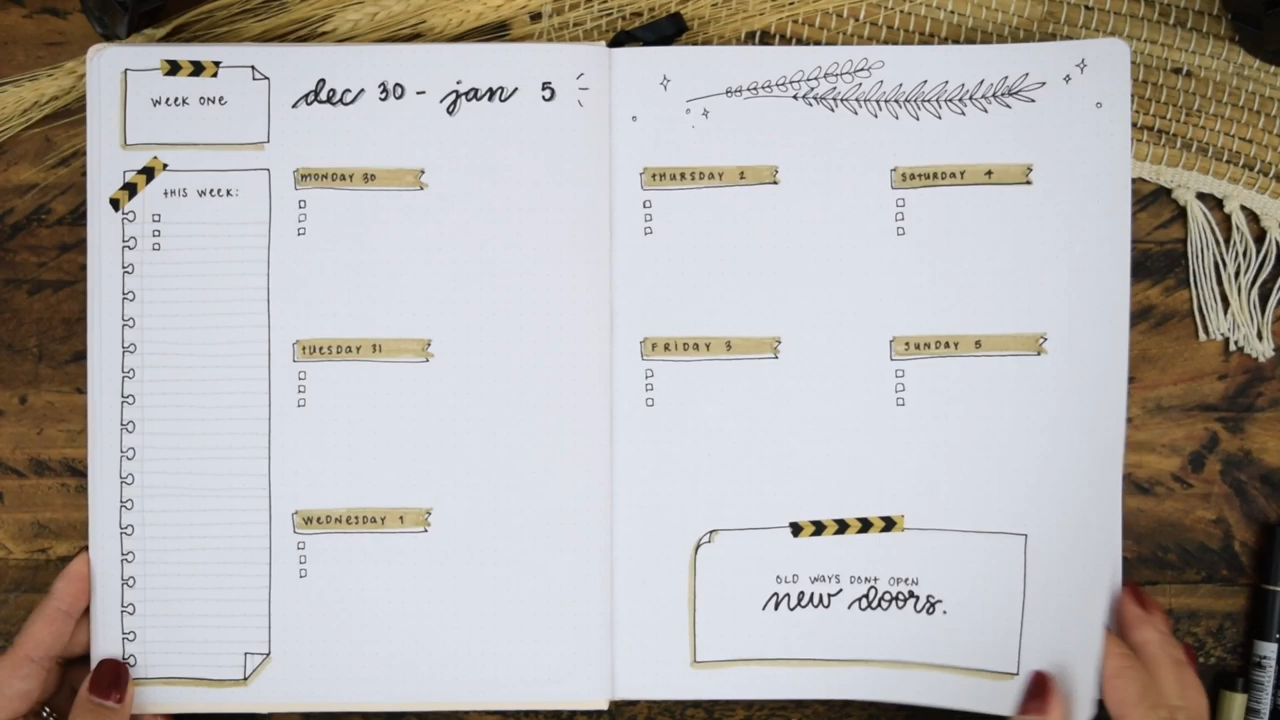 WEEK ONE
dec 30 - jan 5
tHIS WEEK:
MONDAY 30
tUESDAY 31
WEDNESDAY 1
tHURSDAY 2
FRIDAY 3
SATURDAY 4
SUNDAY 5
OLD WAYS DONt OPEN
new doors.